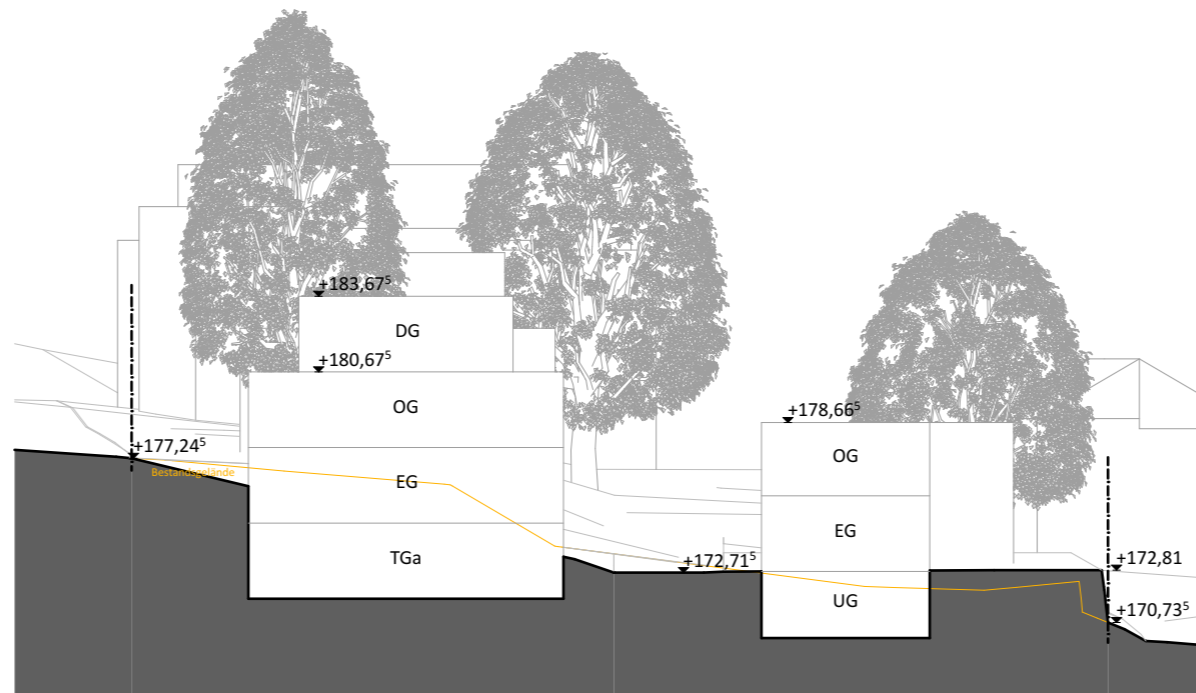 +183,67⁵
DG
+180,67⁵
OG
+178,66⁵
+177,24⁵
OG
Bestandsgelände
EG
EG
TGa
+172,71⁵
+172,81
UG
+170,73⁵